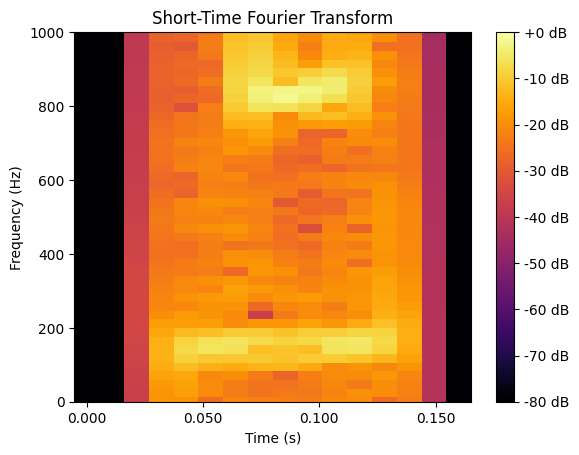 Short-Time Fourier Transform
1000
800
600
400
200
0
Frequency (Hz)
0.000
0.050
0.100
0.150
Time (s)
+0 dB
-10 dB
-20 dB
-30 dB
-40 dB
-50 dB
-60 dB
-70 dB
-80 dB